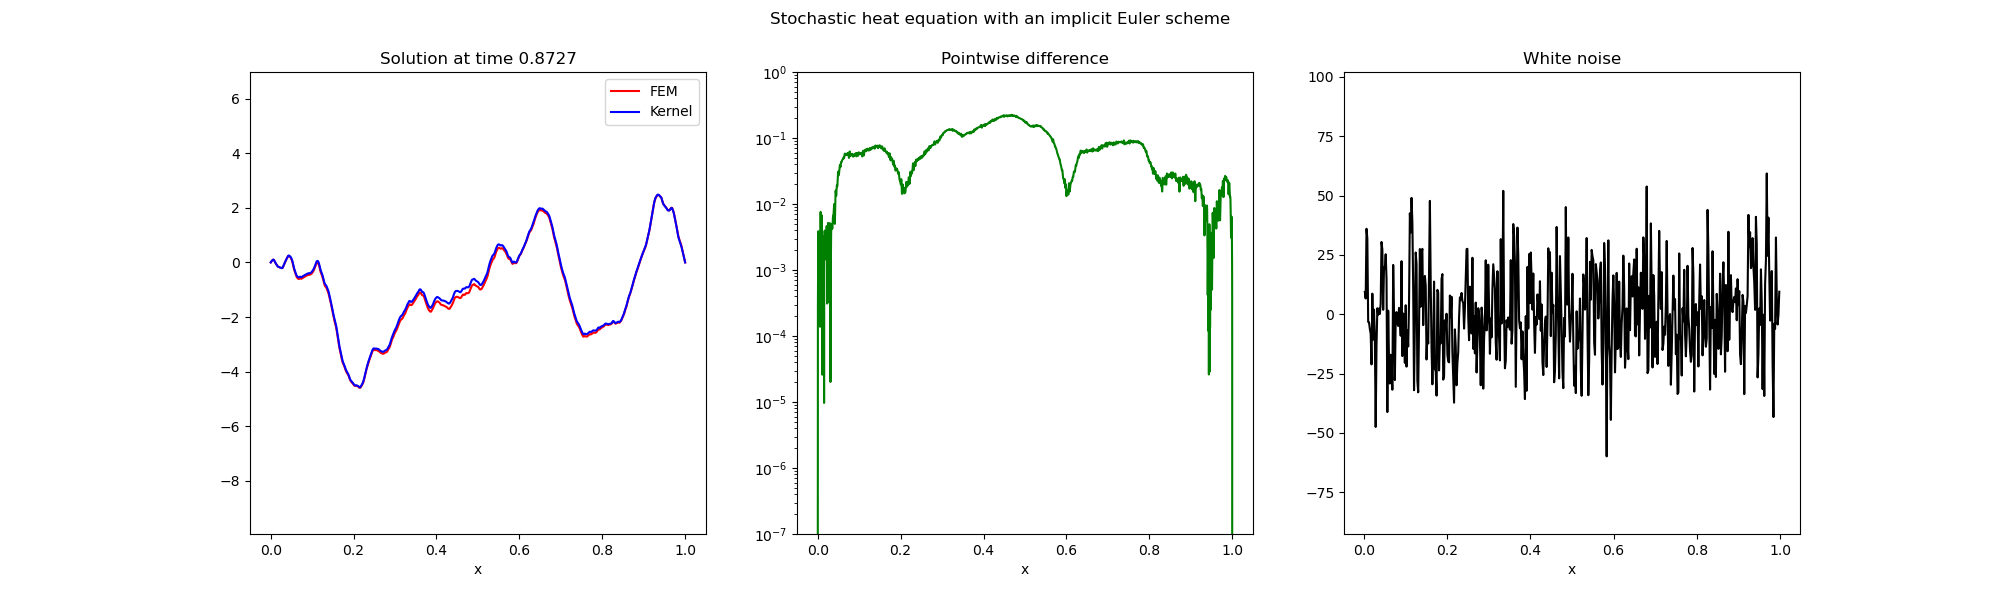 Stochastic heat equation with an implicit Euler scheme
Solution at time 0.8727
6
4
2
0
−2
−4
−6
−8
0.0 0.2 0.4 0.6 0.8 1.0
x
FEM
Kernel
Pointwise difference
10⁰
10⁻¹
10⁻²
10⁻³
10⁻⁴
10⁻⁵
10⁻⁶
10⁻⁷
0.0 0.2 0.4 0.6 0.8 1.0
x
White noise
100
75
50
25
0
−25
−50
−75
0.0 0.2 0.4 0.6 0.8 1.0
x